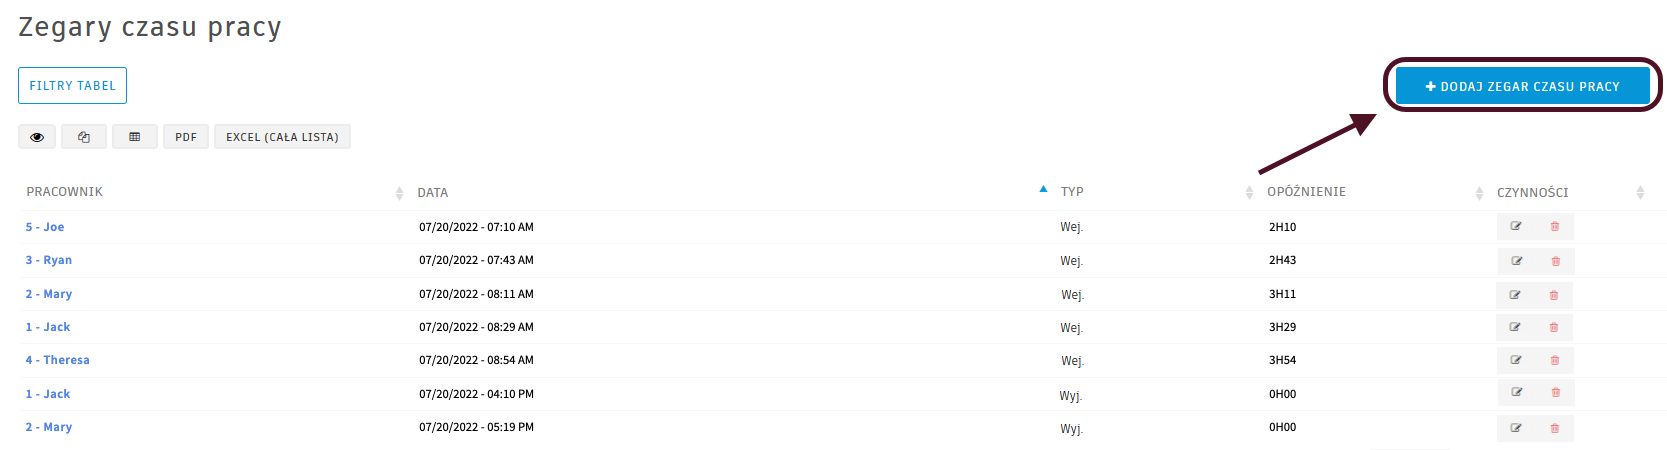 Zegary czasu pracy
FILTRY TABEL
DODAJ ZEGAR CZASU PRACY
PDF EXCEL (CAŁA LISTA)
PRACOWNIK DATA TYP OPÓŹNIENIE CZYNNOŚCI
5 - Joe 07/20/2022 - 07:10 AM Wej. 2H10
3 - Ryan 07/20/2022 - 07:43 AM Wej. 2H43
2 - Mary 07/20/2022 - 08:11 AM Wej. 3H11
1 - Jack 07/20/2022 - 08:29 AM Wej. 3H29
4 - Theresa 07/20/2022 - 08:54 AM Wej. 3H54
1 - Jack 07/20/2022 - 04:10 PM Wyj. 0H00
2 - Mary 07/20/2022 - 05:19 PM Wyj. 0H00